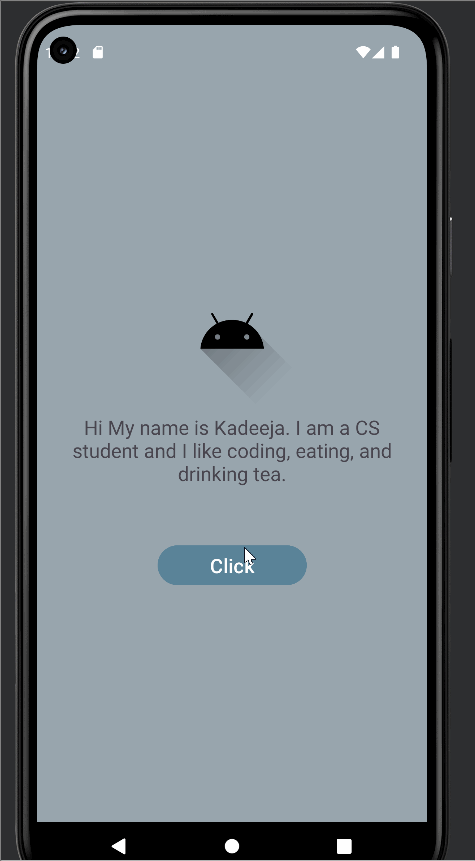 Hi My name is Kadeeja. I am a CS
student and I like coding, eating, and
drinking tea.
Click